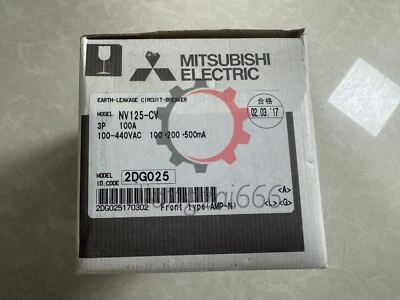 MITSUBISHI
ELECTRIC
EARTH-LEAKAGE CIRCUIT-BREAKER
MODEL NV125-CV
3P 100A
100-440VAC 100-200-500mA
合格
02.03.'17
MODEL
ID CODE
2DG025
<A>
2DG025170302 Front type(AMP-N) <L><G>